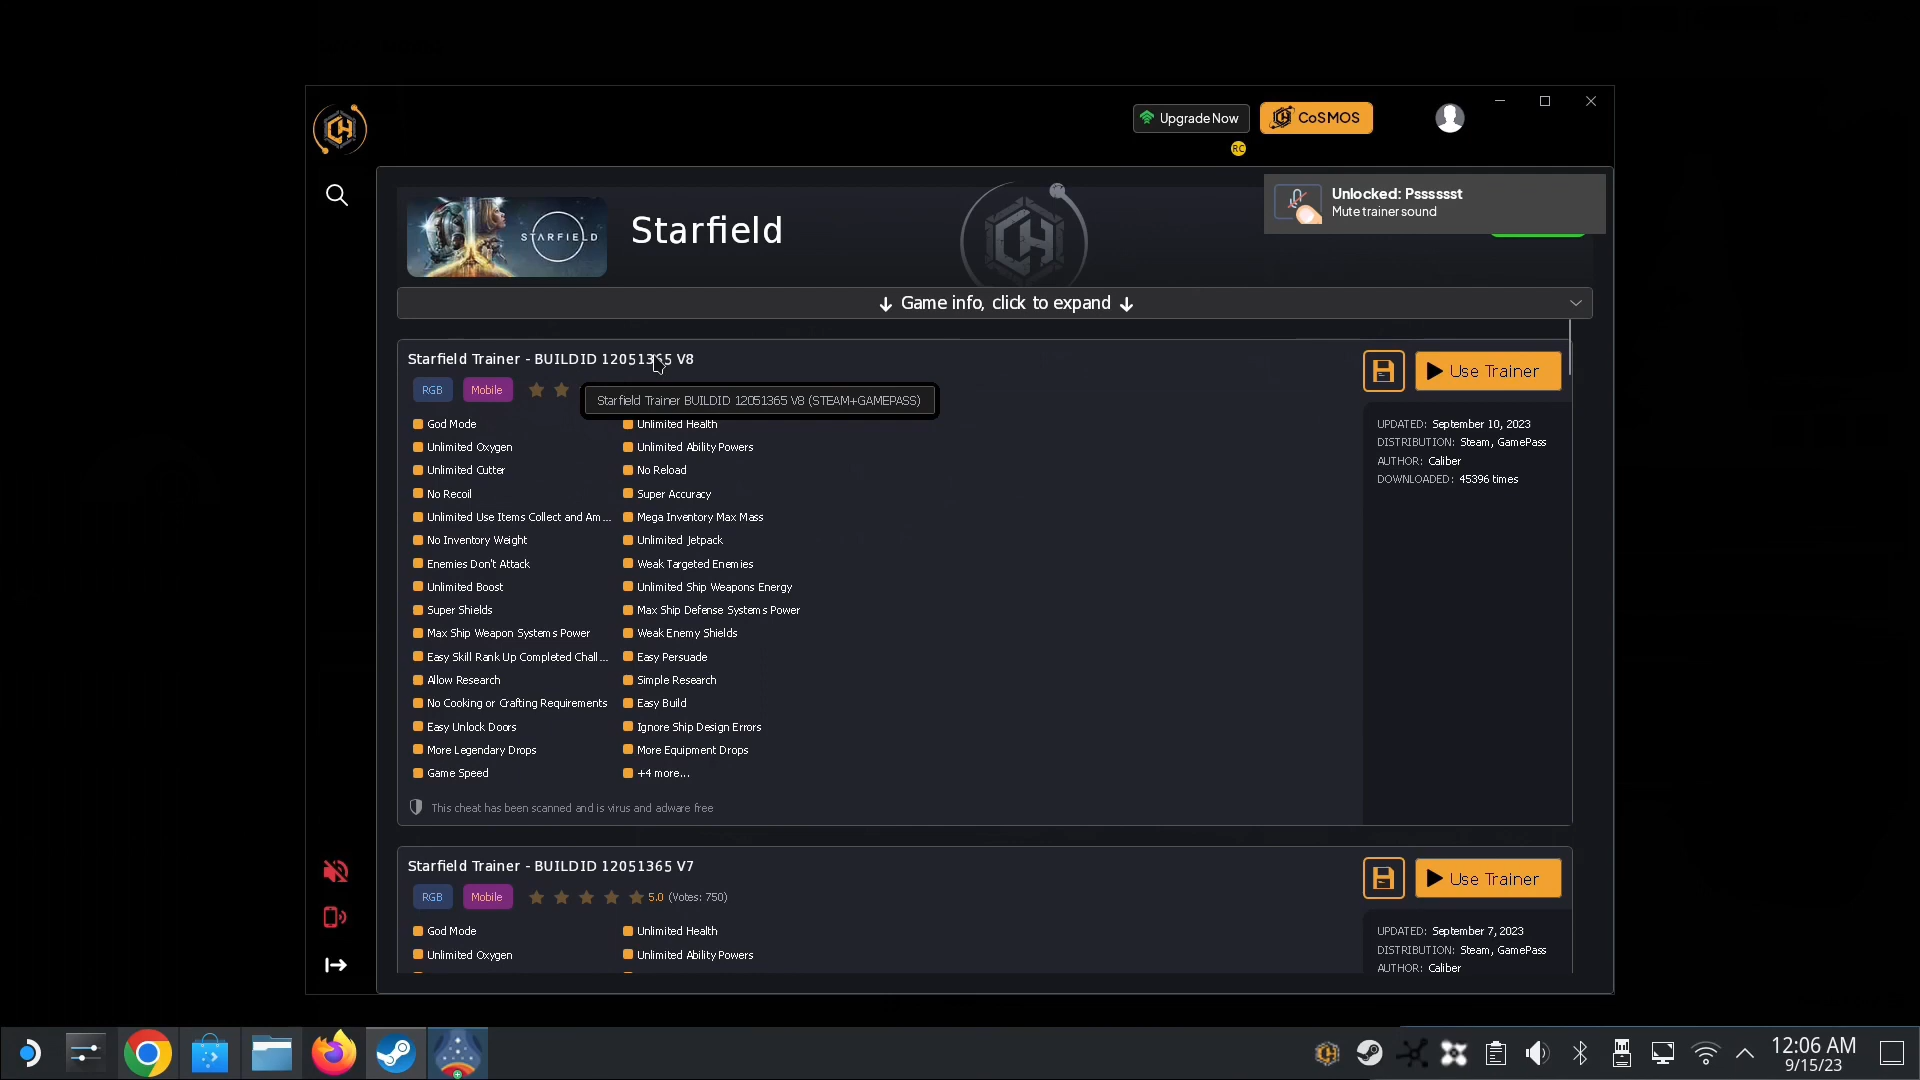 Upgrade Now
CoSMOS
RC
Unlocked: Psssssst
Mute trainer sound
STARFIELD
Starfield
↓ Game info, click to expand ↓
Starfield Trainer - BUILDID 12051365 V8
Use Trainer
RGB
Mobile
Starfield Trainer BUILDID 12051365 V8 (STEAM+GAMEPASS)
God Mode
Unlimited Health
Unlimited Oxygen
Unlimited Ability Powers
Unlimited Cutter
No Reload
No Recoil
Super Accuracy
Unlimited Use Items Collect and Am...
Mega Inventory Max Mass
No Inventory Weight
Unlimited Jetpack
Enemies Don't Attack
Weak Targeted Enemies
Unlimited Boost
Unlimited Ship Weapons Energy
Super Shields
Max Ship Defense Systems Power
Max Ship Weapon Systems Power
Weak Enemy Shields
Easy Skill Rank Up Completed Chall...
Easy Persuade
Allow Research
Simple Research
No Cooking or Crafting Requirements
Easy Build
Easy Unlock Doors
Ignore Ship Design Errors
More Legendary Drops
More Equipment Drops
Game Speed
+4 more...
UPDATED: September 10, 2023
DISTRIBUTION: Steam, GamePass
AUTHOR: Caliber
DOWNLOADED: 45396 times
This cheat has been scanned and is virus and adware free
Starfield Trainer - BUILDID 12051365 V7
Use Trainer
RGB
Mobile
5.0 (Votes: 750)
God Mode
Unlimited Health
Unlimited Oxygen
Unlimited Ability Powers
UPDATED: September 7, 2023
DISTRIBUTION: Steam, GamePass
AUTHOR: Caliber
12:06 AM
9/15/23